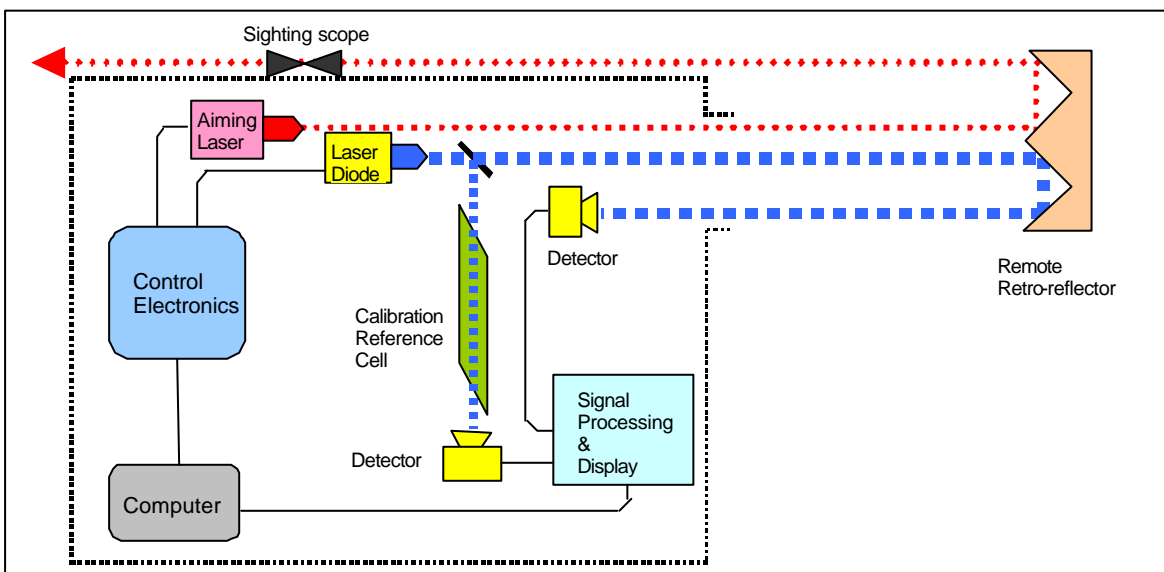 Sighting scope
Aiming
Laser
Laser
Diode
Detector
Remote
Retro-reflector
Control
Electronics
Calibration
Reference
Cell
Signal
Processing
&
Display
Detector
Computer